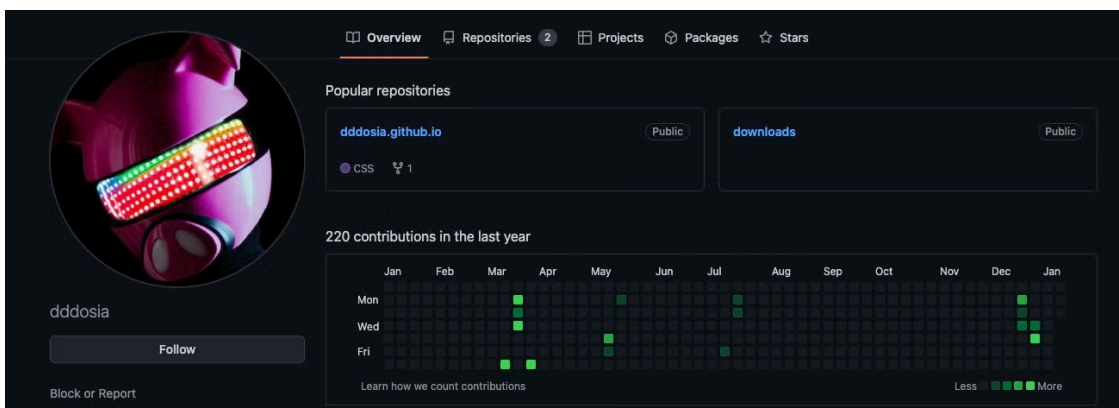 Overview Repositories 2 Projects Packages Stars
Popular repositories
dddosia.github.io Public
CSS 1
downloads Public
220 contributions in the last year
Jan Feb Mar Apr May Jun Jul Aug Sep Oct Nov Dec Jan
Mon
Wed
Fri
Learn how we count contributions
Less More
dddosia
Follow
Block or Report